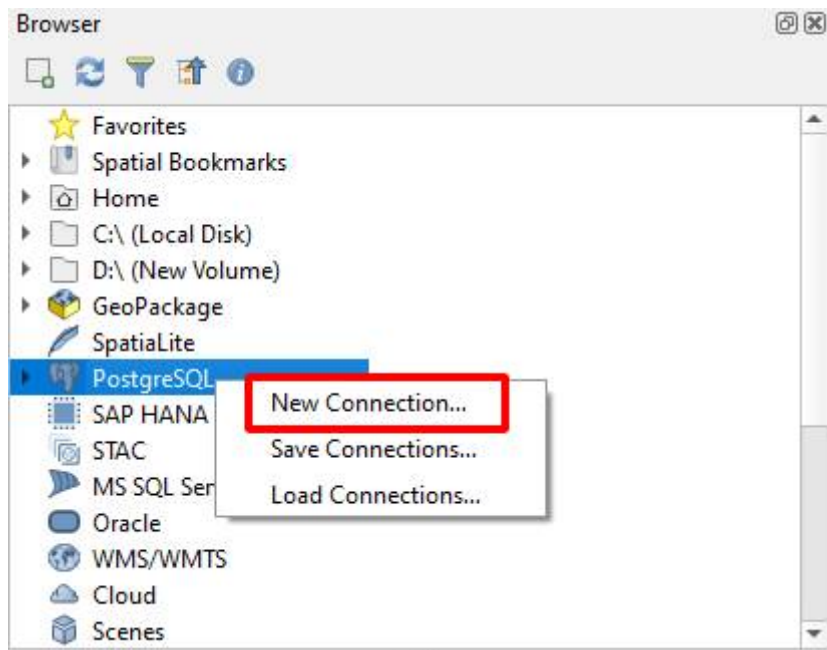 Browser
Favorites
Spatial Bookmarks
Home
C:\ (Local Disk)
D:\ (New Volume)
GeoPackage
SpatiaLite
PostgreSQL
New Connection...
SAP HANA
Save Connections...
STAC
MS SQL Ser
Load Connections...
Oracle
WMS/WMTS
Cloud
Scenes